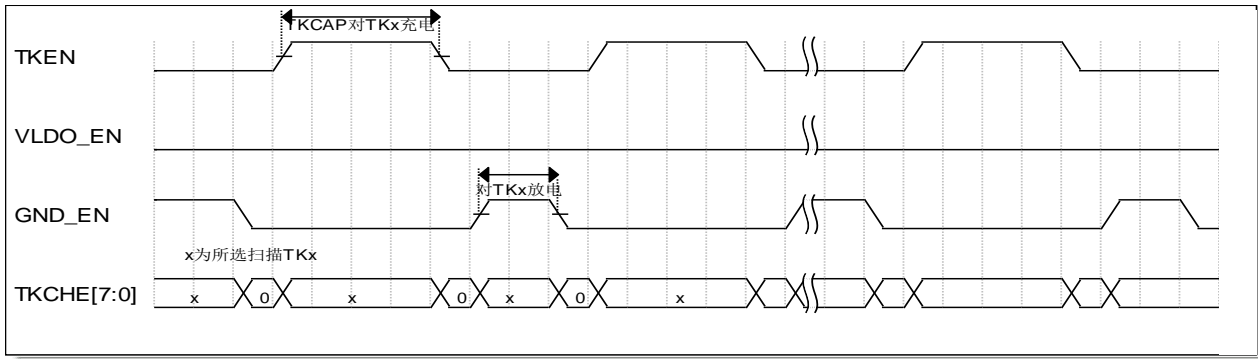 TKCAP对TKx充电
TKEN
VLDO_EN
对TKx放电
GND_EN
x为所选扫描TKx
TKCHE[7:0] x 0 x 0 x 0 x